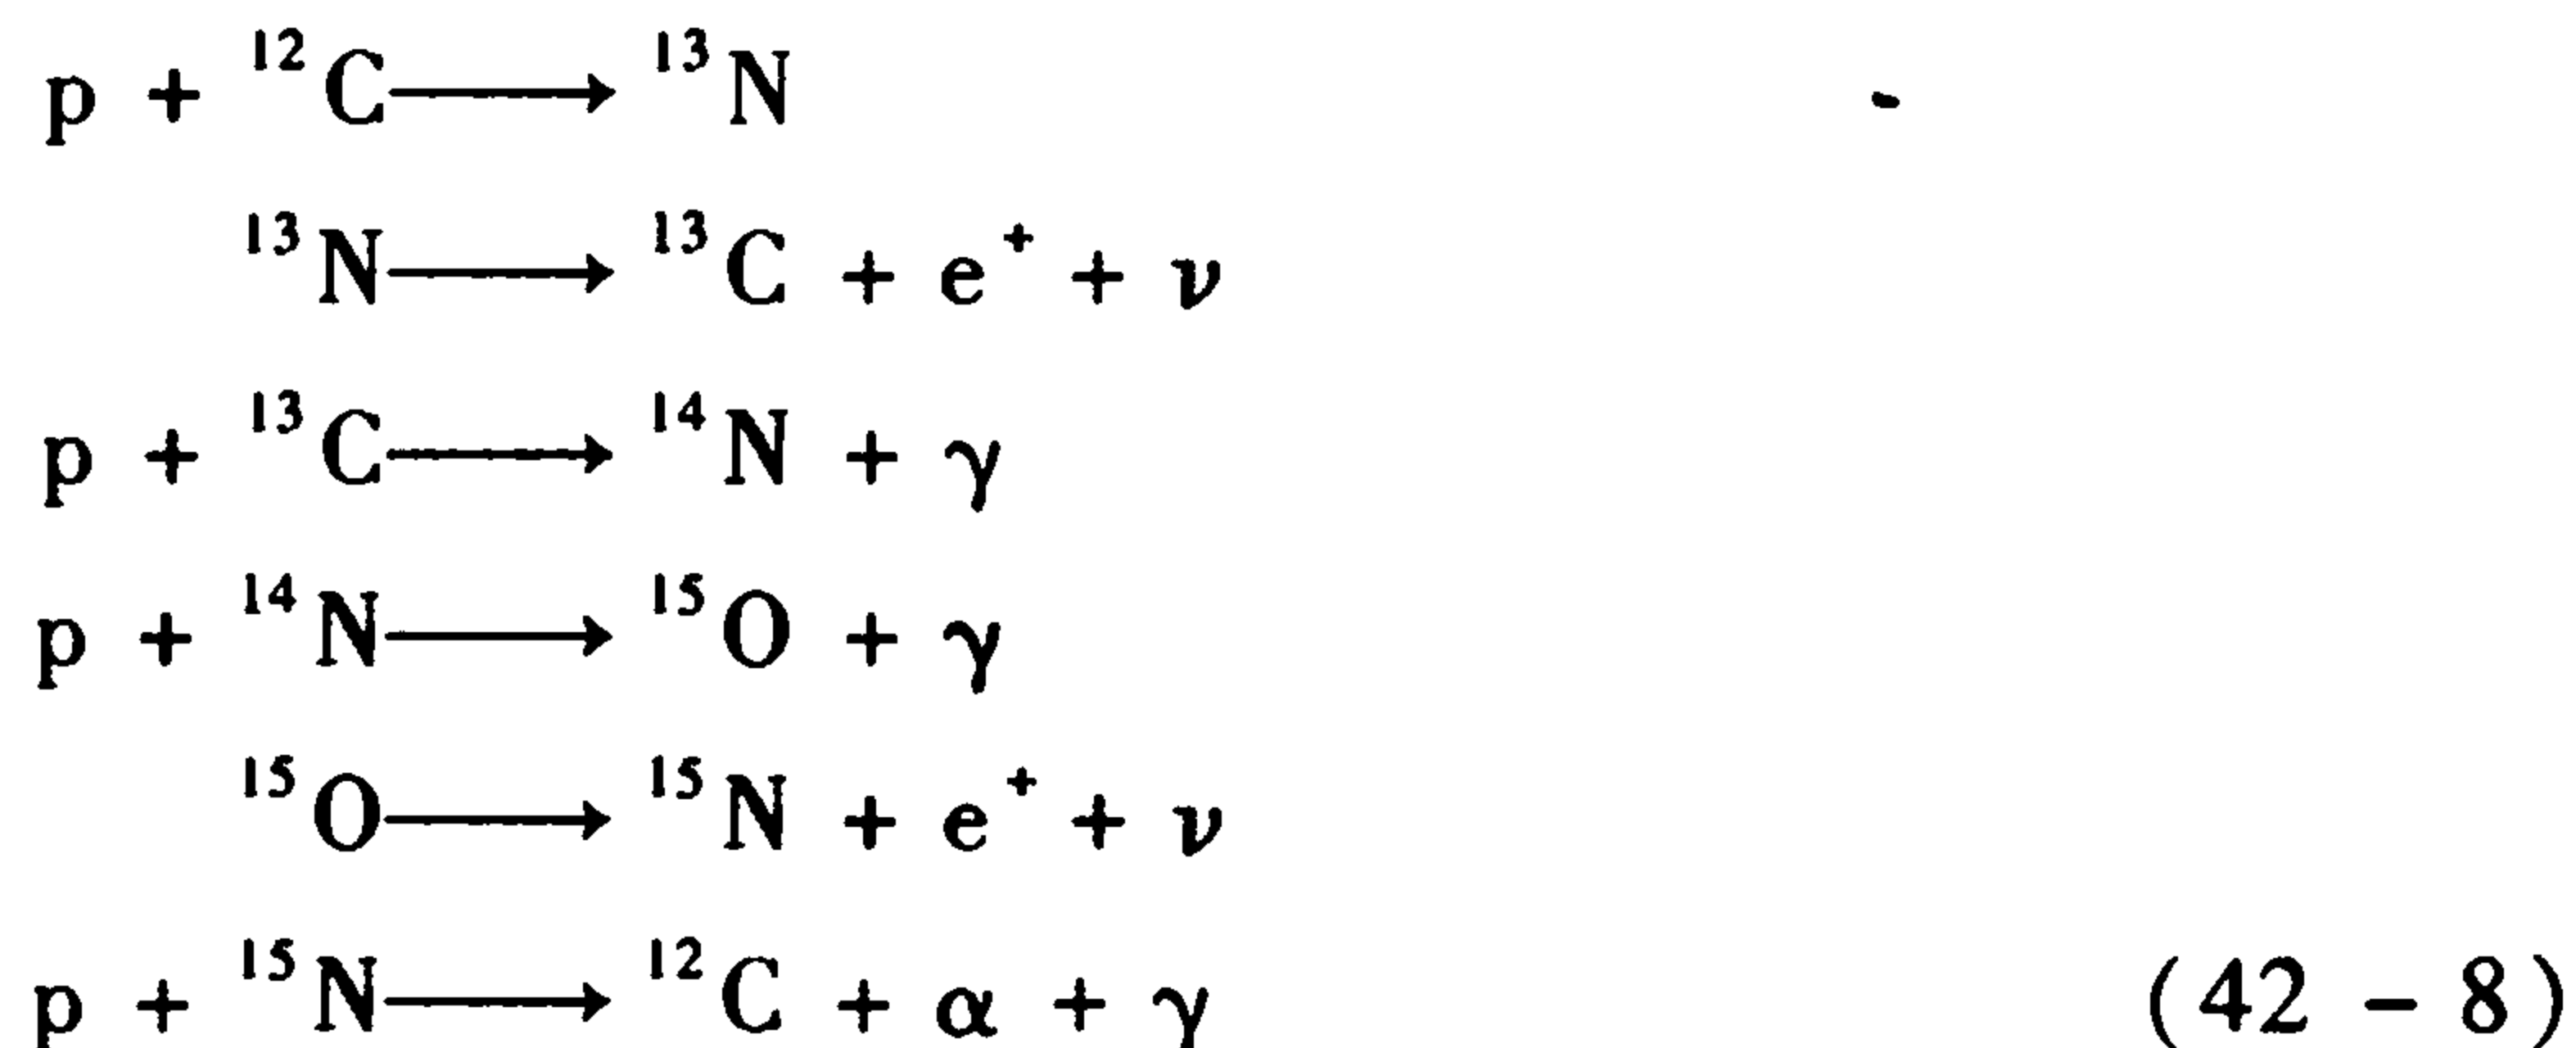 p + ¹²C ⟶ ¹³N
¹³N ⟶ ¹³C + e⁺ + ν
p + ¹³C ⟶ ¹⁴N + γ
p + ¹⁴N ⟶ ¹⁵O + γ
¹⁵O ⟶ ¹⁵N + e⁺ + ν
p + ¹⁵N ⟶ ¹²C + α + γ (42 – 8)